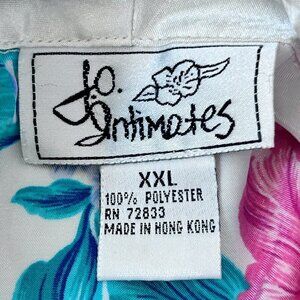 Jo.
Intimates
XXL
100% POLYESTER
RN 72833
MADE IN HONG KONG